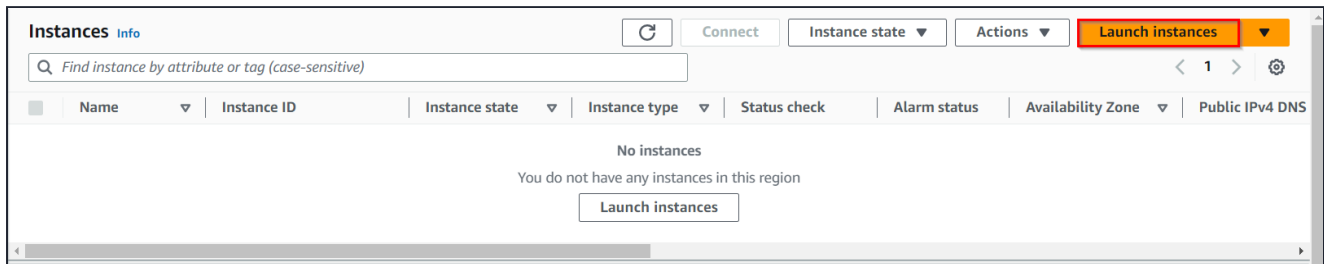 Instances Info Connect Instance state Actions Launch instances
Find instance by attribute or tag (case-sensitive) 1
Name Instance ID Instance state Instance type Status check Alarm status Availability Zone Public IPv4 DNS
No instances
You do not have any instances in this region
Launch instances